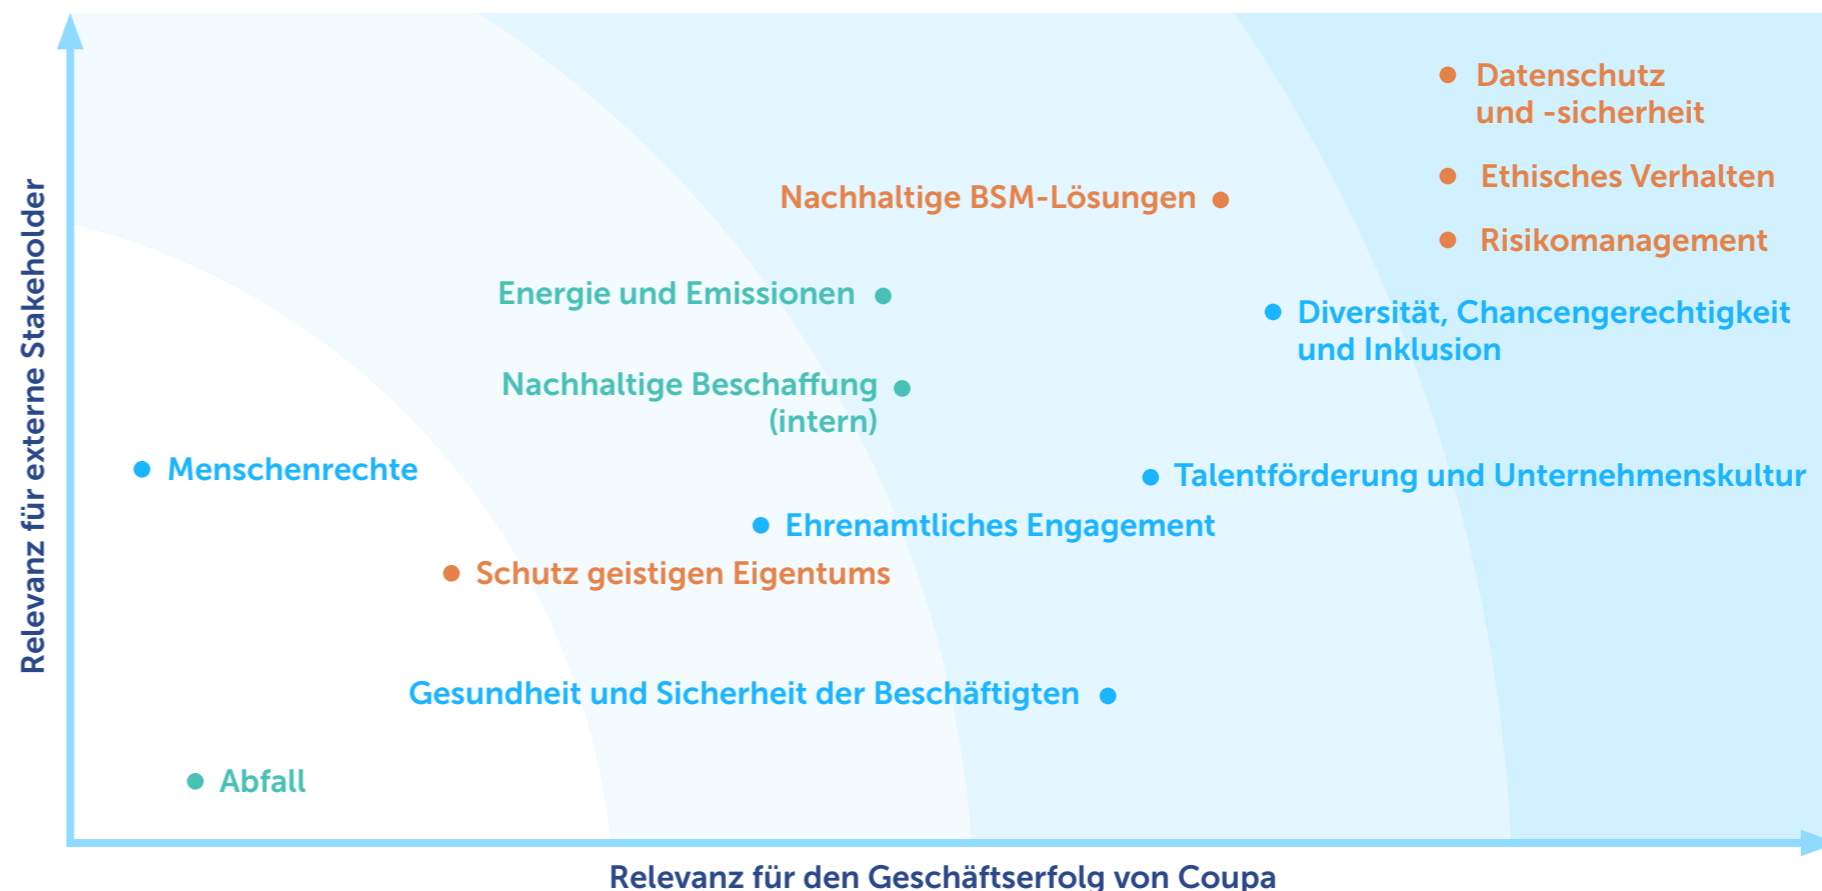 Relevanz für externe Stakeholder
Datenschutz
und -sicherheit
Ethisches Verhalten
Nachhaltige BSM-Lösungen
Risikomanagement
Energie und Emissionen
Diversität, Chancengerechtigkeit
und Inklusion
Nachhaltige Beschaffung
(intern)
Menschenrechte
Talentförderung und Unternehmenskultur
Ehrenamtliches Engagement
Schutz geistigen Eigentums
Gesundheit und Sicherheit der Beschäftigten
Abfall
Relevanz für den Geschäftserfolg von Coupa